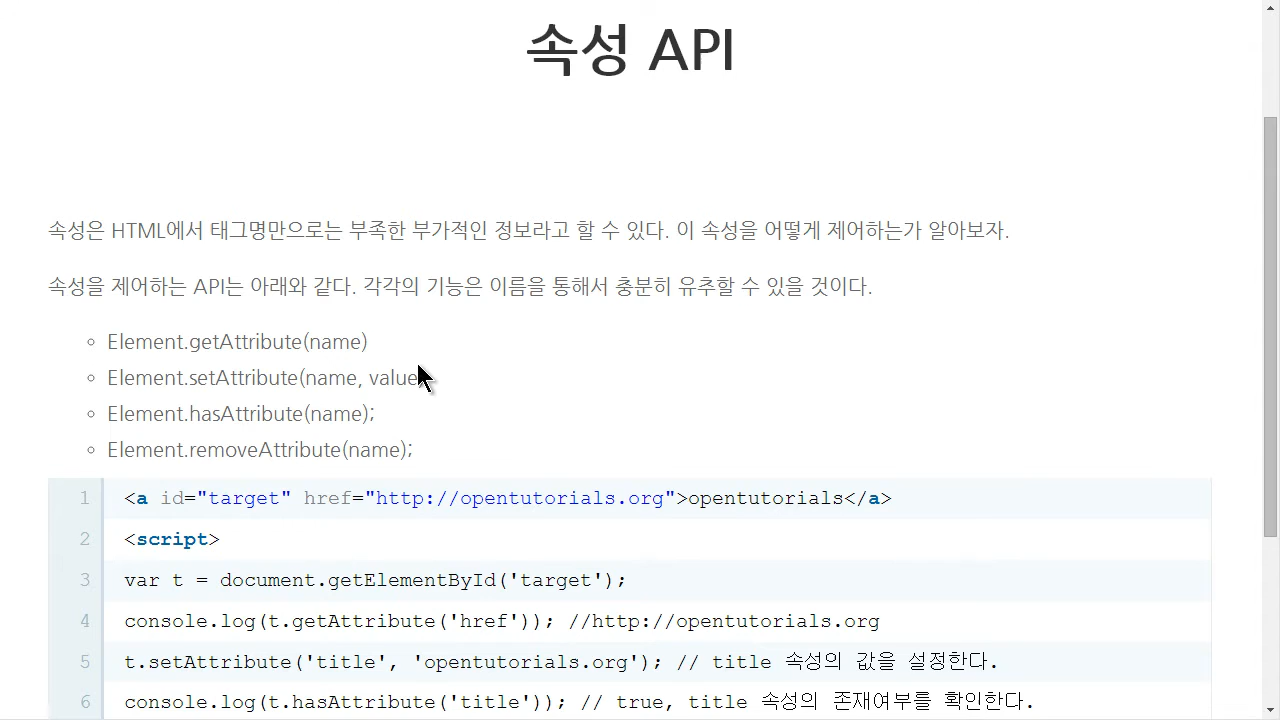 속성 API
속성은 HTML에서 태그명만으로는 부족한 부가적인 정보라고 할 수 있다. 이 속성을 어떻게 제어하는가 알아보자.
속성을 제어하는 API는 아래와 같다. 각각의 기능은 이름을 통해서 충분히 유추할 수 있을 것이다.
Element.getAttribute(name)
Element.setAttribute(name, value
Element.hasAttribute(name);
Element.removeAttribute(name);
1 <a id="target" href="http://opentutorials.org">opentutorials</a>
2 <script>
3 var t = document.getElementById('target');
4 console.log(t.getAttribute('href')); //http://opentutorials.org
5 t.setAttribute('title', 'opentutorials.org'); // title 속성의 값을 설정한다.
6 console.log(t.hasAttribute('title')); // true, title 속성의 존재여부를 확인한다.